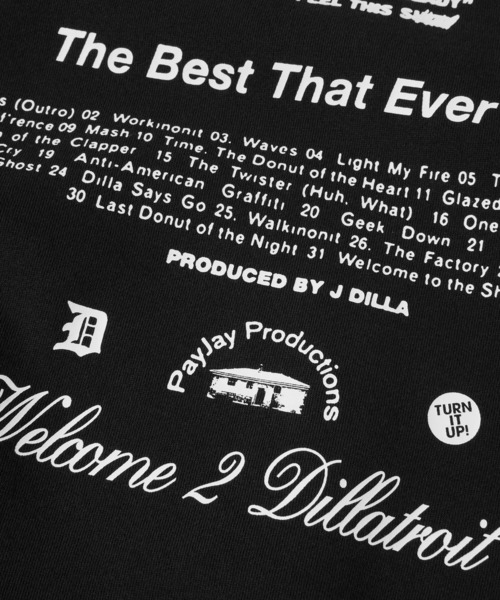 FEEL THIS SHOW
The Best That Ever
s (Outro) 02 Workinonit 03. Waves 04 Light My Fire 05 T
f'rence 09 Mash 10 Time. The Donut of the Heart 11 Glazed
of the Clapper 15 The Twister (Huh, What) 16 One
Cry 19 Anti-American Graffiti 20 Geek Down 21
Ghost 24 Dilla Says Go 25. Walkinonit 26. The Factory
30 Last Donut of the Night 31 Welcome to the Sh
PRODUCED BY J DILLA
D
PayJay Productions
TURN
IT
UP!
Welcome 2 Dillatroit